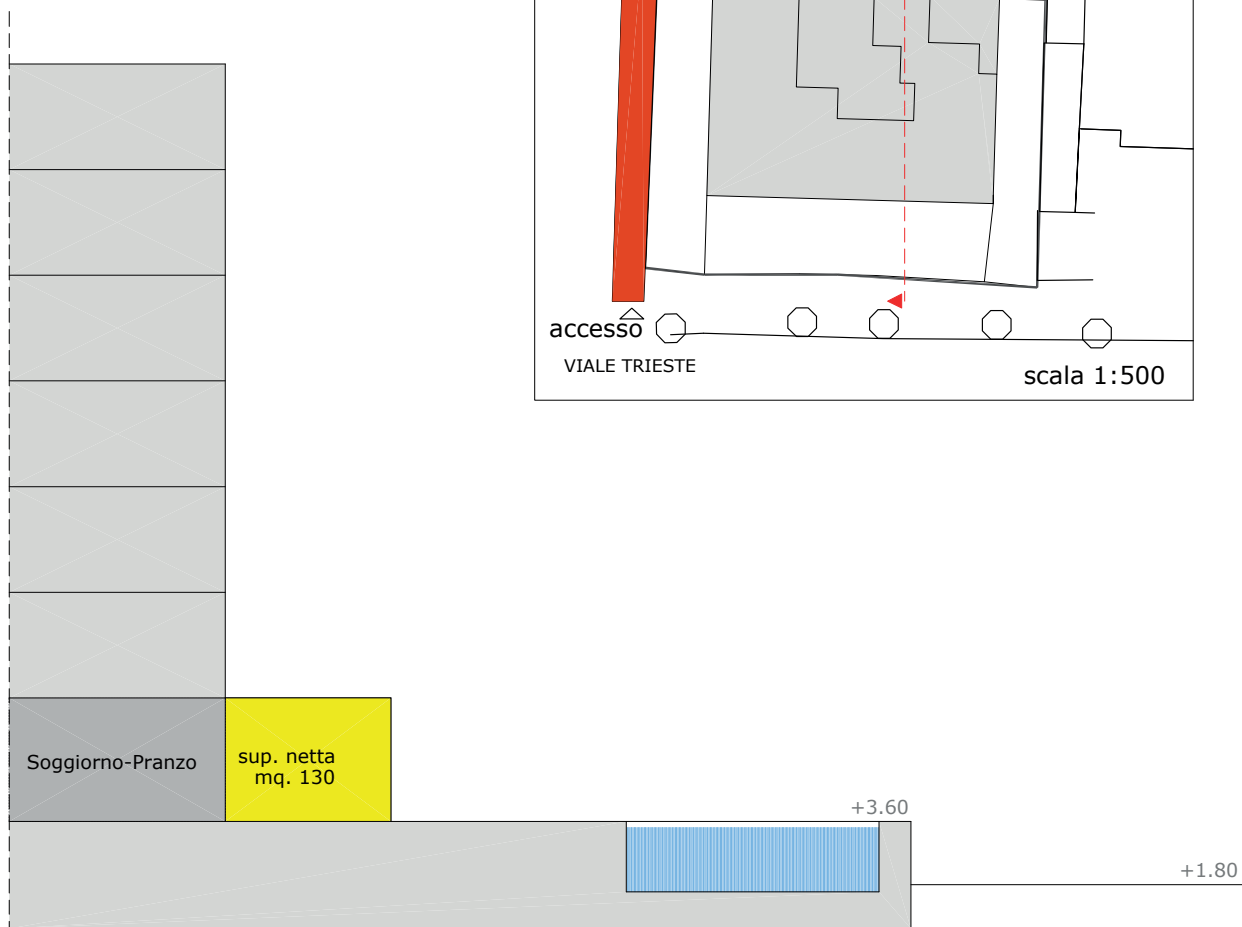 accesso
VIALE TRIESTE
scala 1:500
Soggiorno-Pranzo
sup. netta
mq. 130
+3.60
+1.80